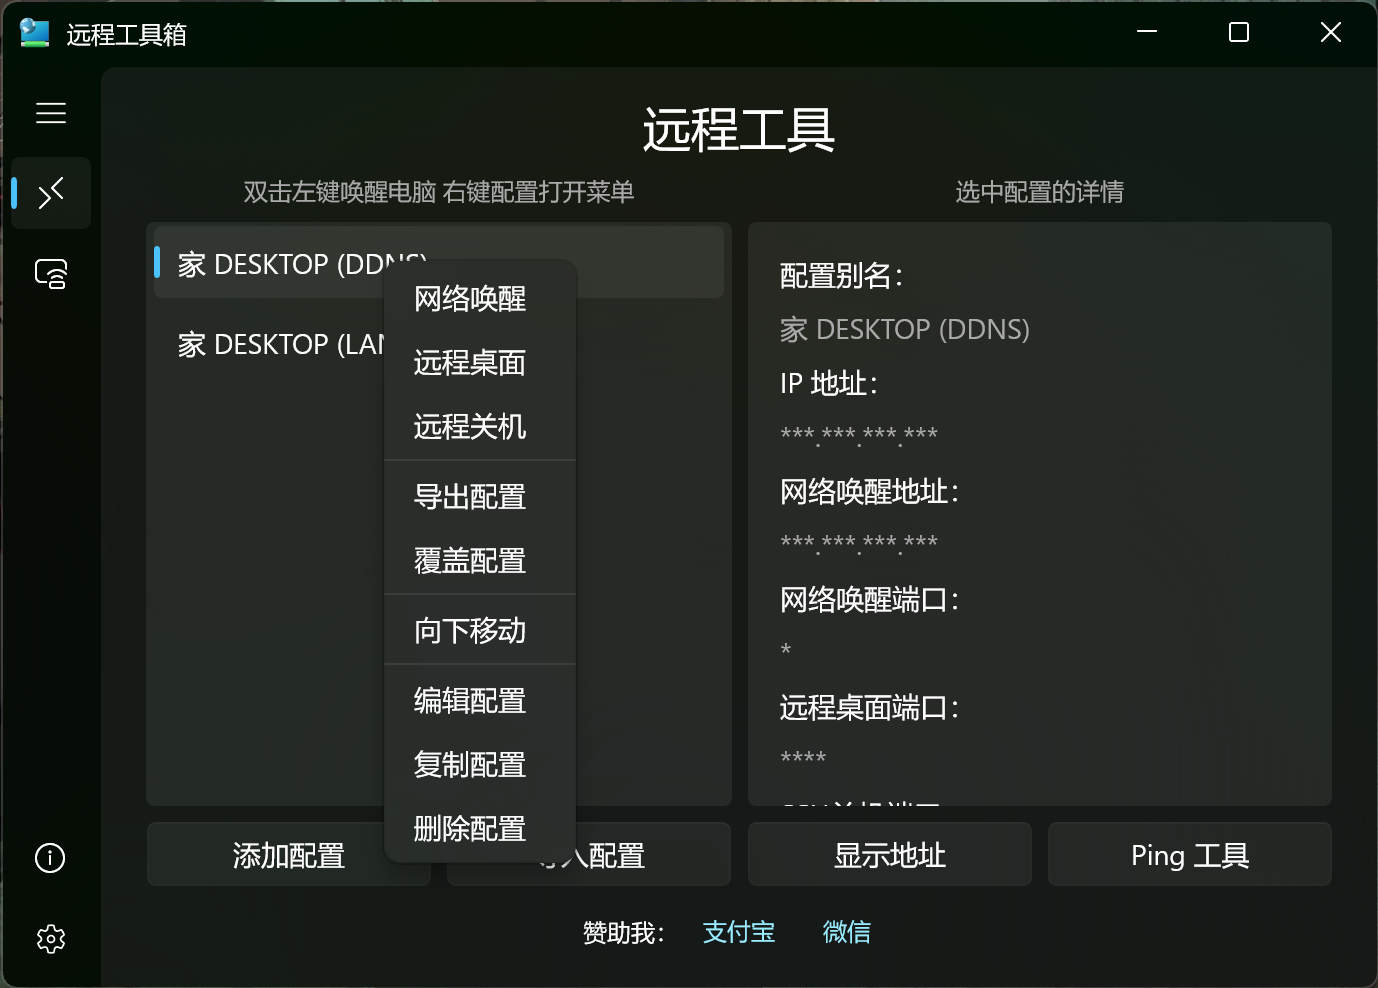 远程工具箱
远程工具
双击左键唤醒电脑 右键配置打开菜单
选中配置的详情
家 DESKTOP (DDNS)
家 DESKTOP (LAN
网络唤醒
远程桌面
远程关机
导出配置
覆盖配置
向下移动
编辑配置
复制配置
删除配置
配置别名：
家 DESKTOP (DDNS)
IP 地址：
***.***.***.***
网络唤醒地址：
***.***.***.***
网络唤醒端口：
*
远程桌面端口：
****
添加配置
入配置
显示地址
Ping 工具
赞助我：
支付宝
微信